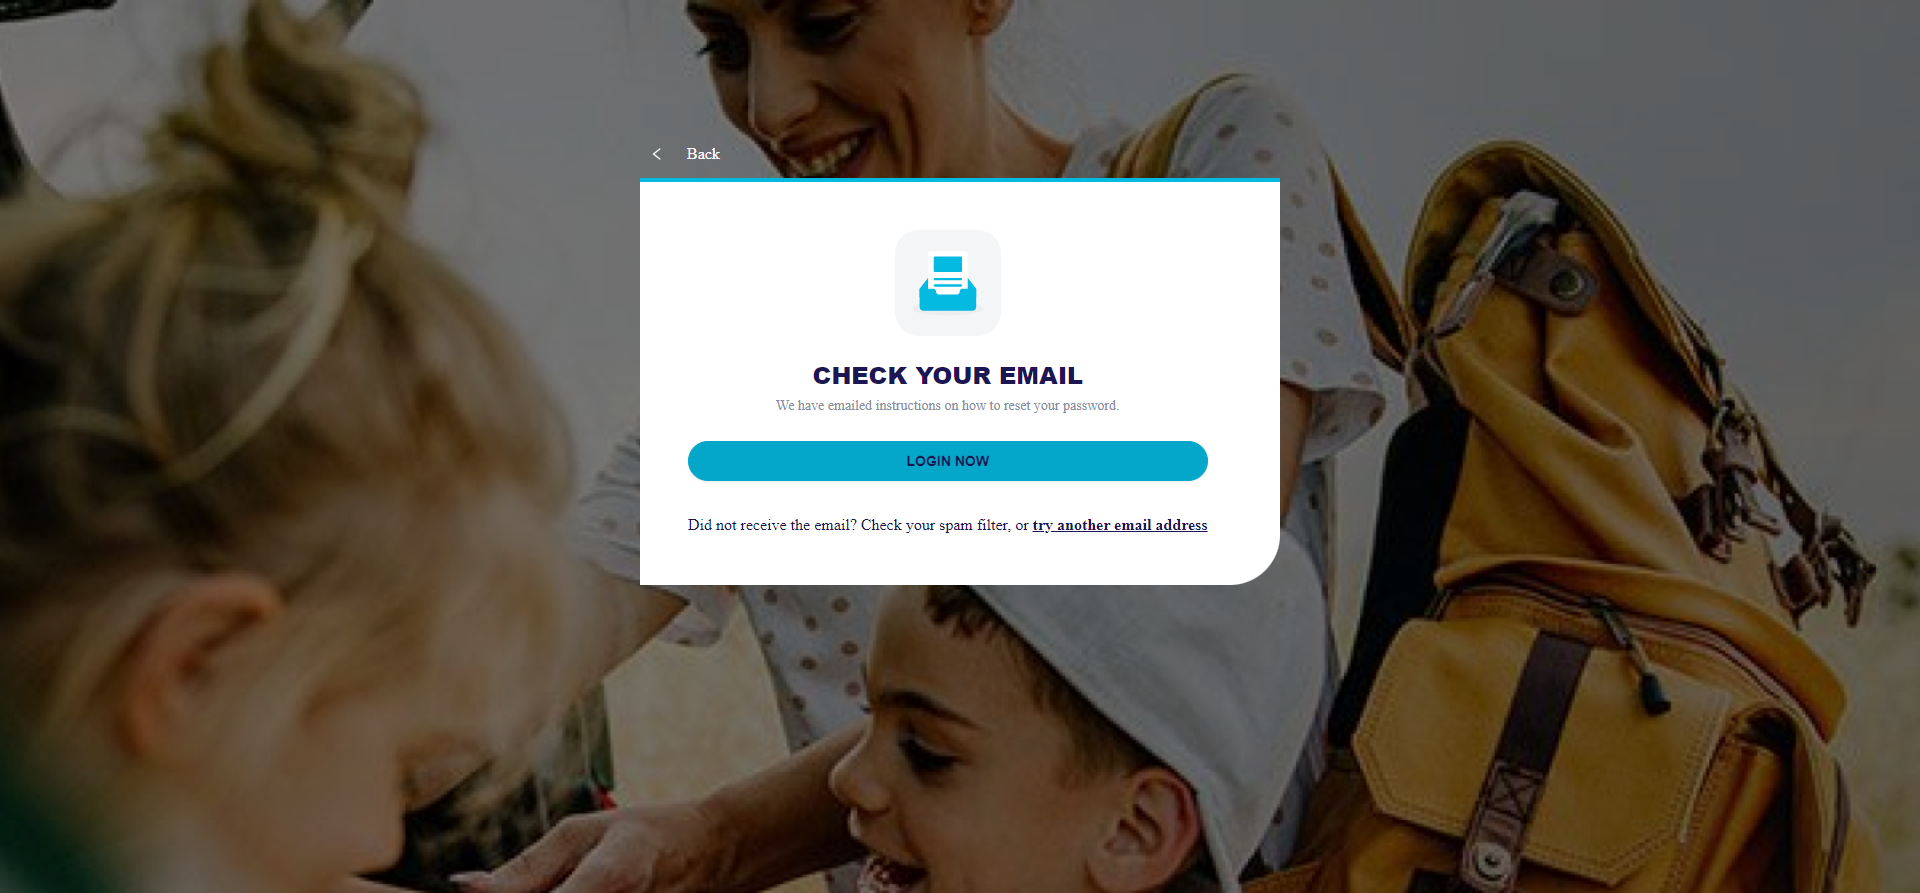 Back
CHECK YOUR EMAIL
We have emailed instructions on how to reset your password.
LOGIN NOW
Did not receive the email? Check your spam filter, or try another email address